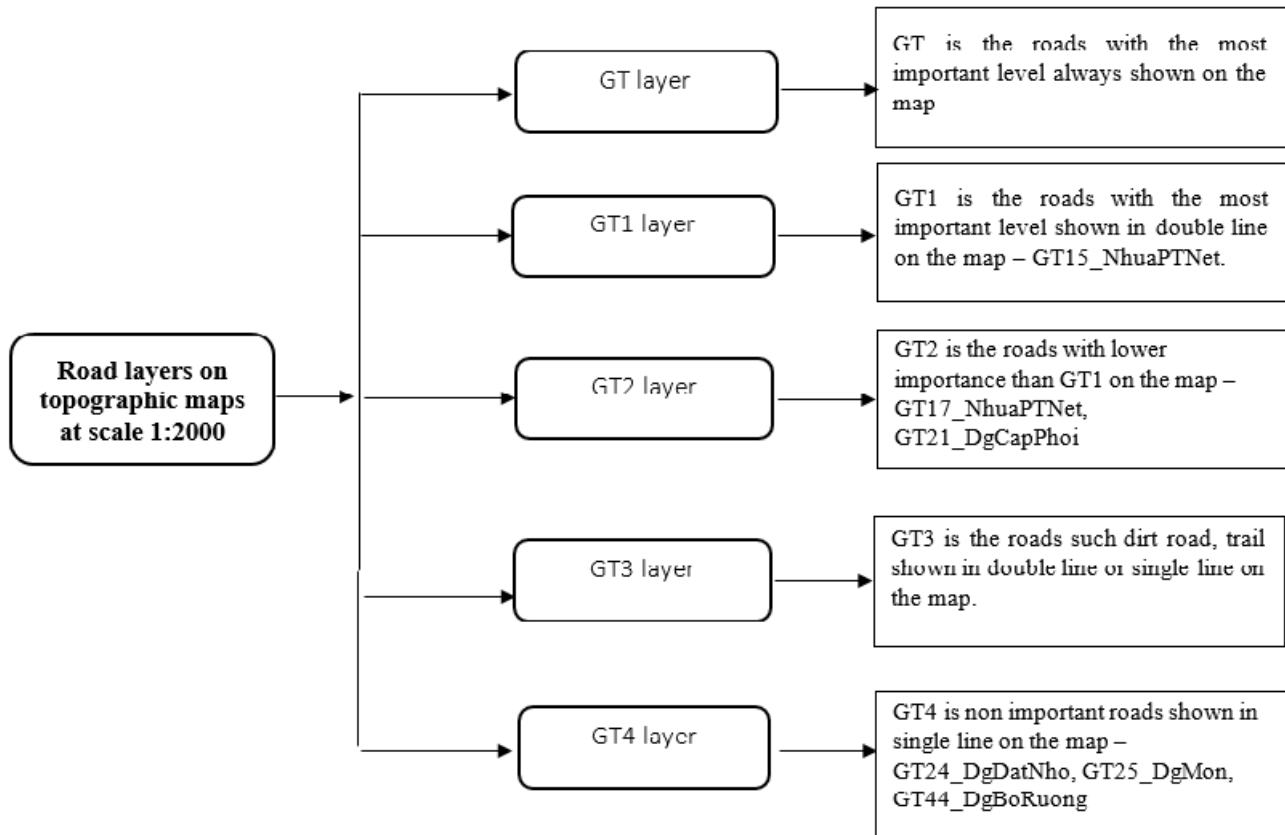 Road layers on
topographic maps
at scale 1:2000
GT layer
GT is the roads with the most
important level always shown on the
map
GT1 layer
GT1 is the roads with the most
important level shown in double line
on the map – GT15_NhuaPTNet.
GT2 layer
GT2 is the roads with lower
importance than GT1 on the map –
GT17_NhuaPTNet,
GT21_DgCapPhoi
GT3 layer
GT3 is the roads such dirt road, trail
shown in double line or single line on
the map.
GT4 layer
GT4 is non important roads shown in
single line on the map –
GT24_DgDatNho, GT25_DgMon,
GT44_DgBoRuong